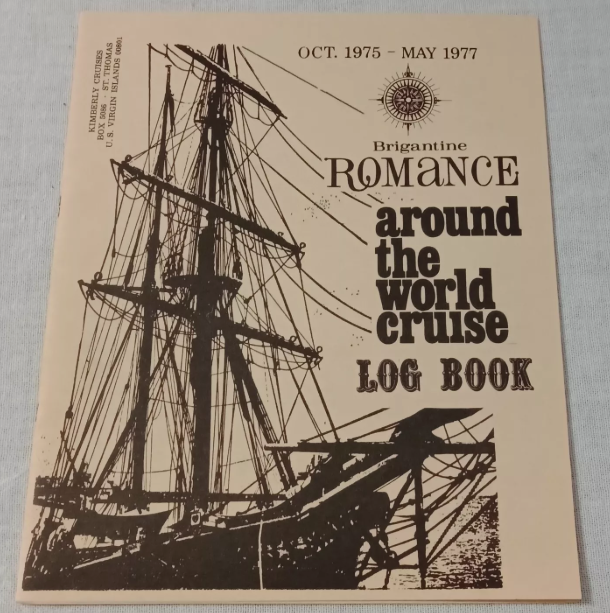 KIMBERLY CRUISES
BOX 5086 · ST. THOMAS
U.S. VIRGIN ISLANDS 00801
OCT. 1975 - MAY 1977
Brigantine
ROMANCE
around
the
world
cruise
LOG BOOK